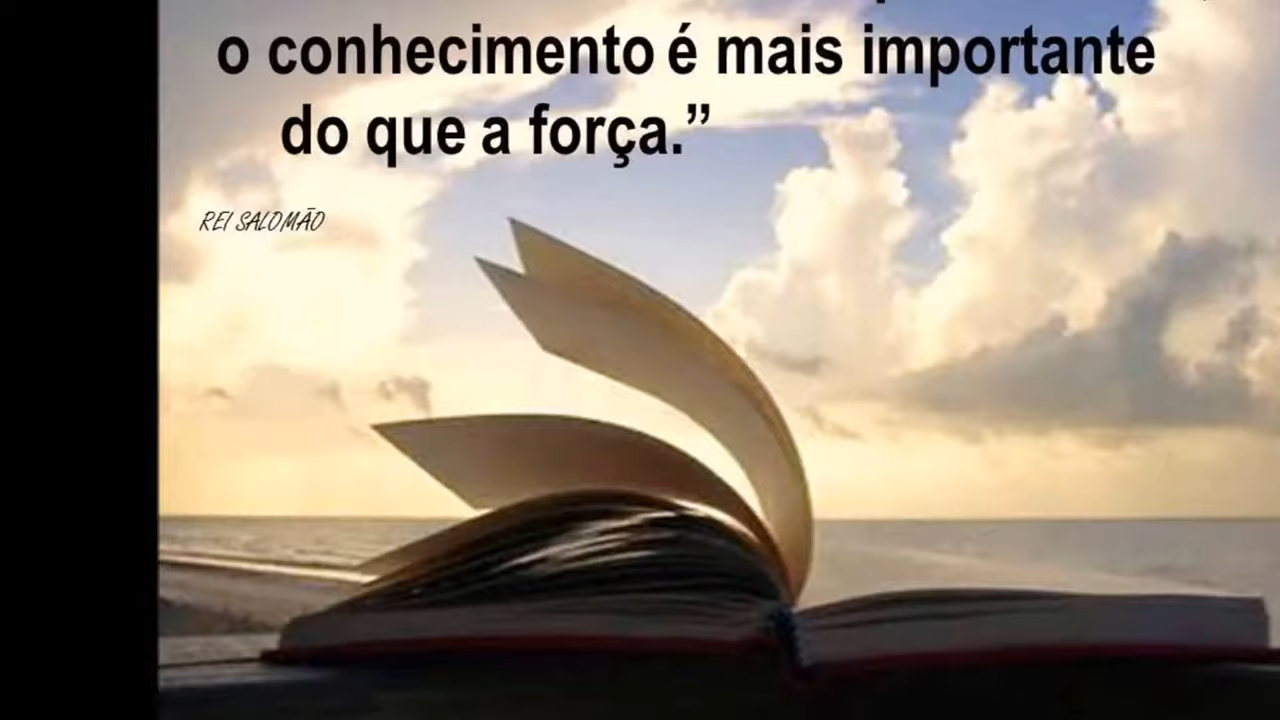 o conhecimento é mais importante
do que a força.”
REI SALOMÃO